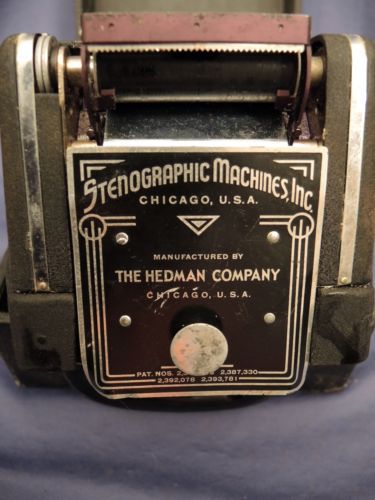 STENOGRAPHIC MACHINES, INC.
CHICAGO, U.S.A.
MANUFACTURED BY
THE HEDMAN COMPANY
CHICAGO, U.S.A.
PAT. NOS. 2,387,330
2,392,078 2,393,781